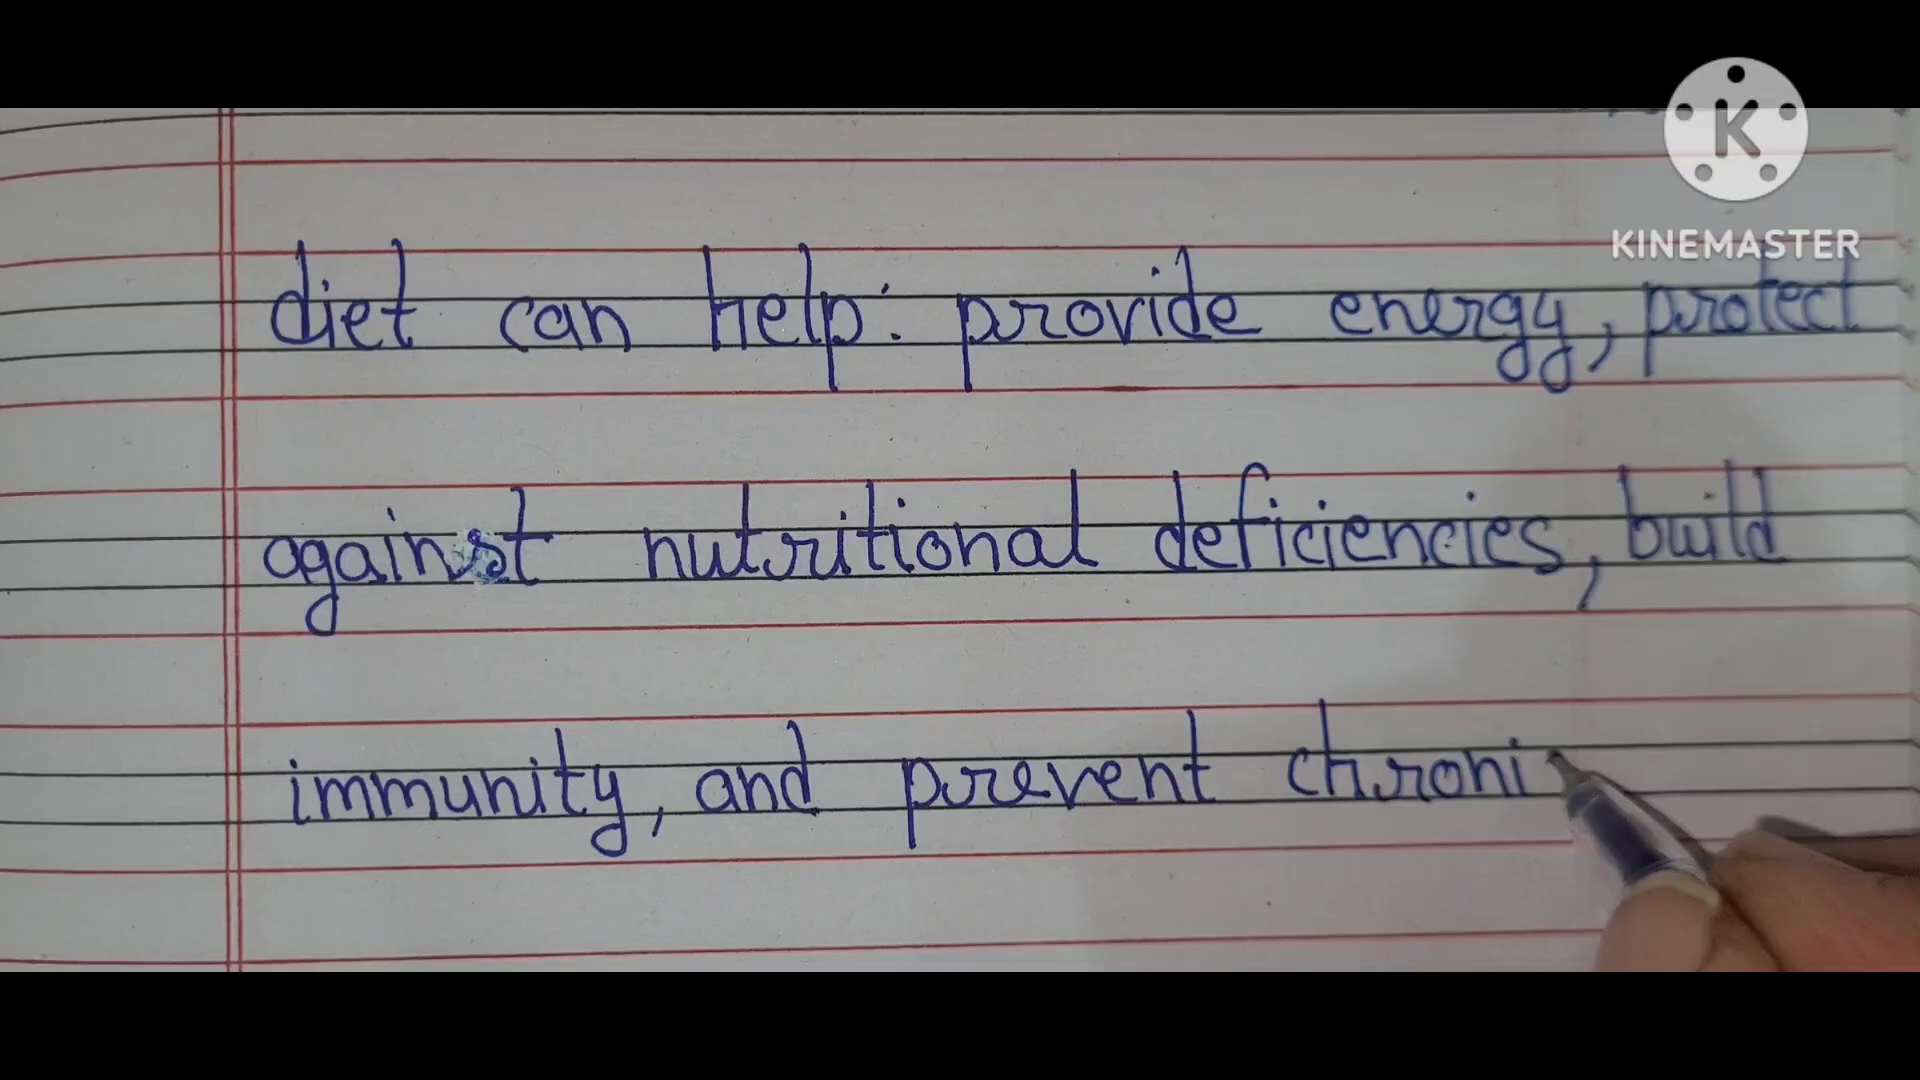 KINEMASTER
diet can help: provide energy, protect
against nutritional deficiencies, build
immunity, and prevent chroni